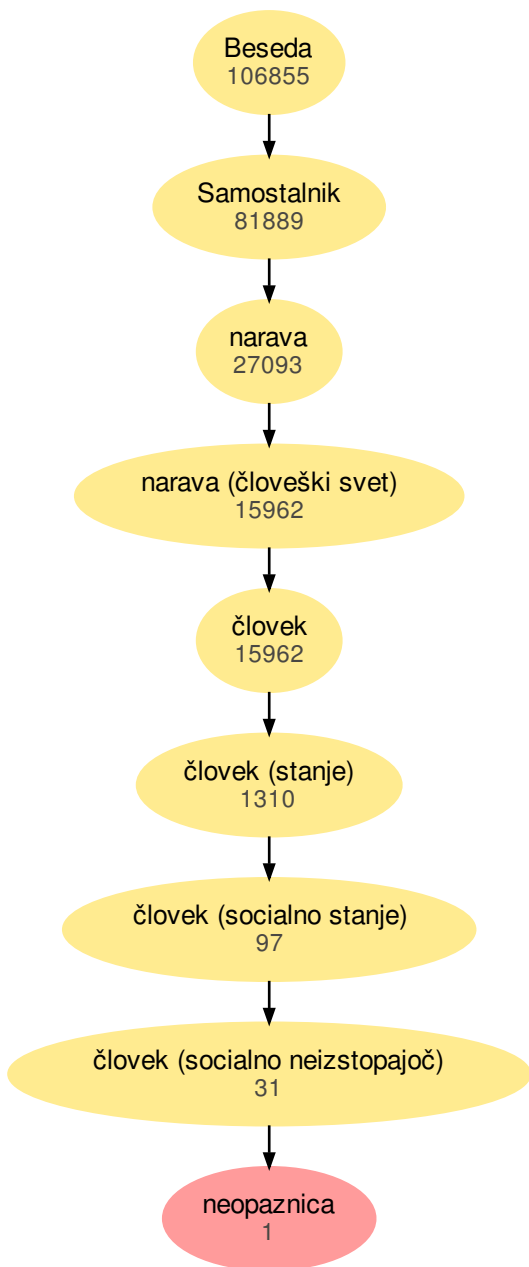 Beseda
106855
Samostalnik
81889
narava
27093
narava (človeški svet)
15962
človek
15962
človek (stanje)
1310
človek (socialno stanje)
97
človek (socialno neizstopajoč)
31
neopaznica
1